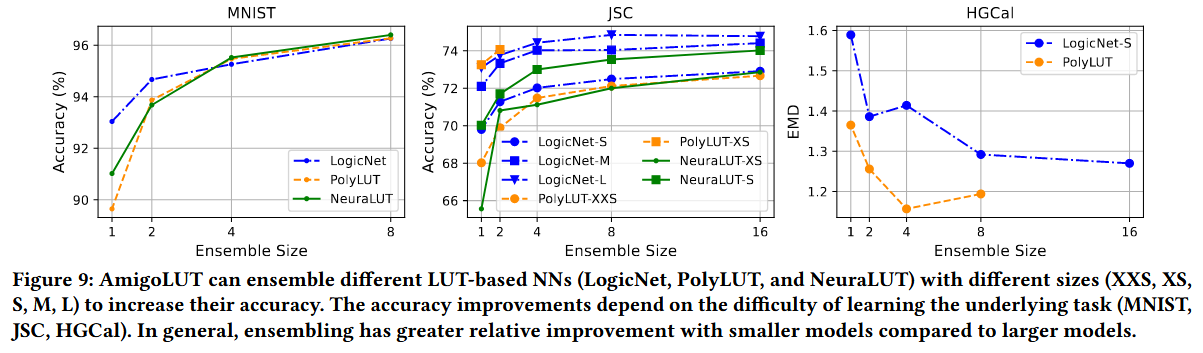 MNIST
96
94
92
90
Accuracy (%)
LogicNet
PolyLUT
NeuraLUT
1 2 4 8
Ensemble Size
JSC
74
72
70
68
66
Accuracy (%)
LogicNet-S
LogicNet-M
LogicNet-L
PolyLUT-XXS
PolyLUT-XS
NeuraLUT-XS
NeuraLUT-S
1 2 4 8 16
Ensemble Size
HGCal
1.6
1.5
1.4
1.3
1.2
EMD
LogicNet-S
PolyLUT
1 2 4 8 16
Ensemble Size
Figure 9: AmigoLUT can ensemble different LUT-based NNs (LogicNet, PolyLUT, and NeuraLUT) with different sizes (XXS, XS,
S, M, L) to increase their accuracy. The accuracy improvements depend on the difficulty of learning the underlying task (MNIST,
JSC, HGCal). In general, ensembling has greater relative improvement with smaller models compared to larger models.